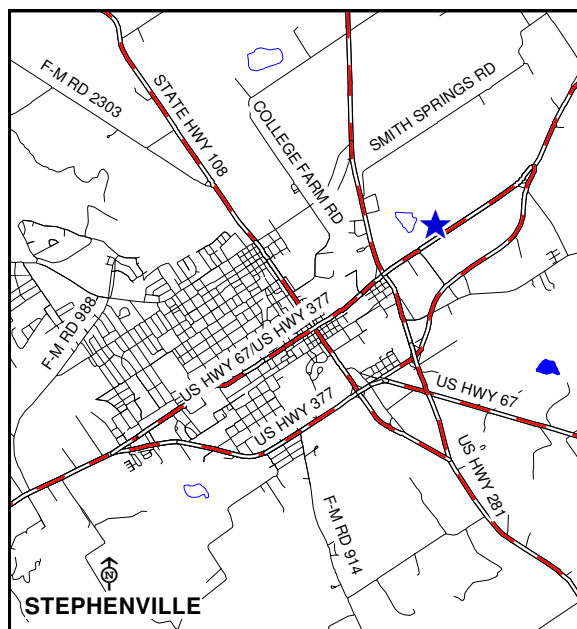 F-M RD 2303
STATE HWY 108
COLLEGE FARM RD
SMITH SPRINGS RD
F-M RD 988
US HWY 67/US HWY 377
US HWY 377
US HWY 67
US HWY 281
F-M RD 914
N
STEPHENVILLE